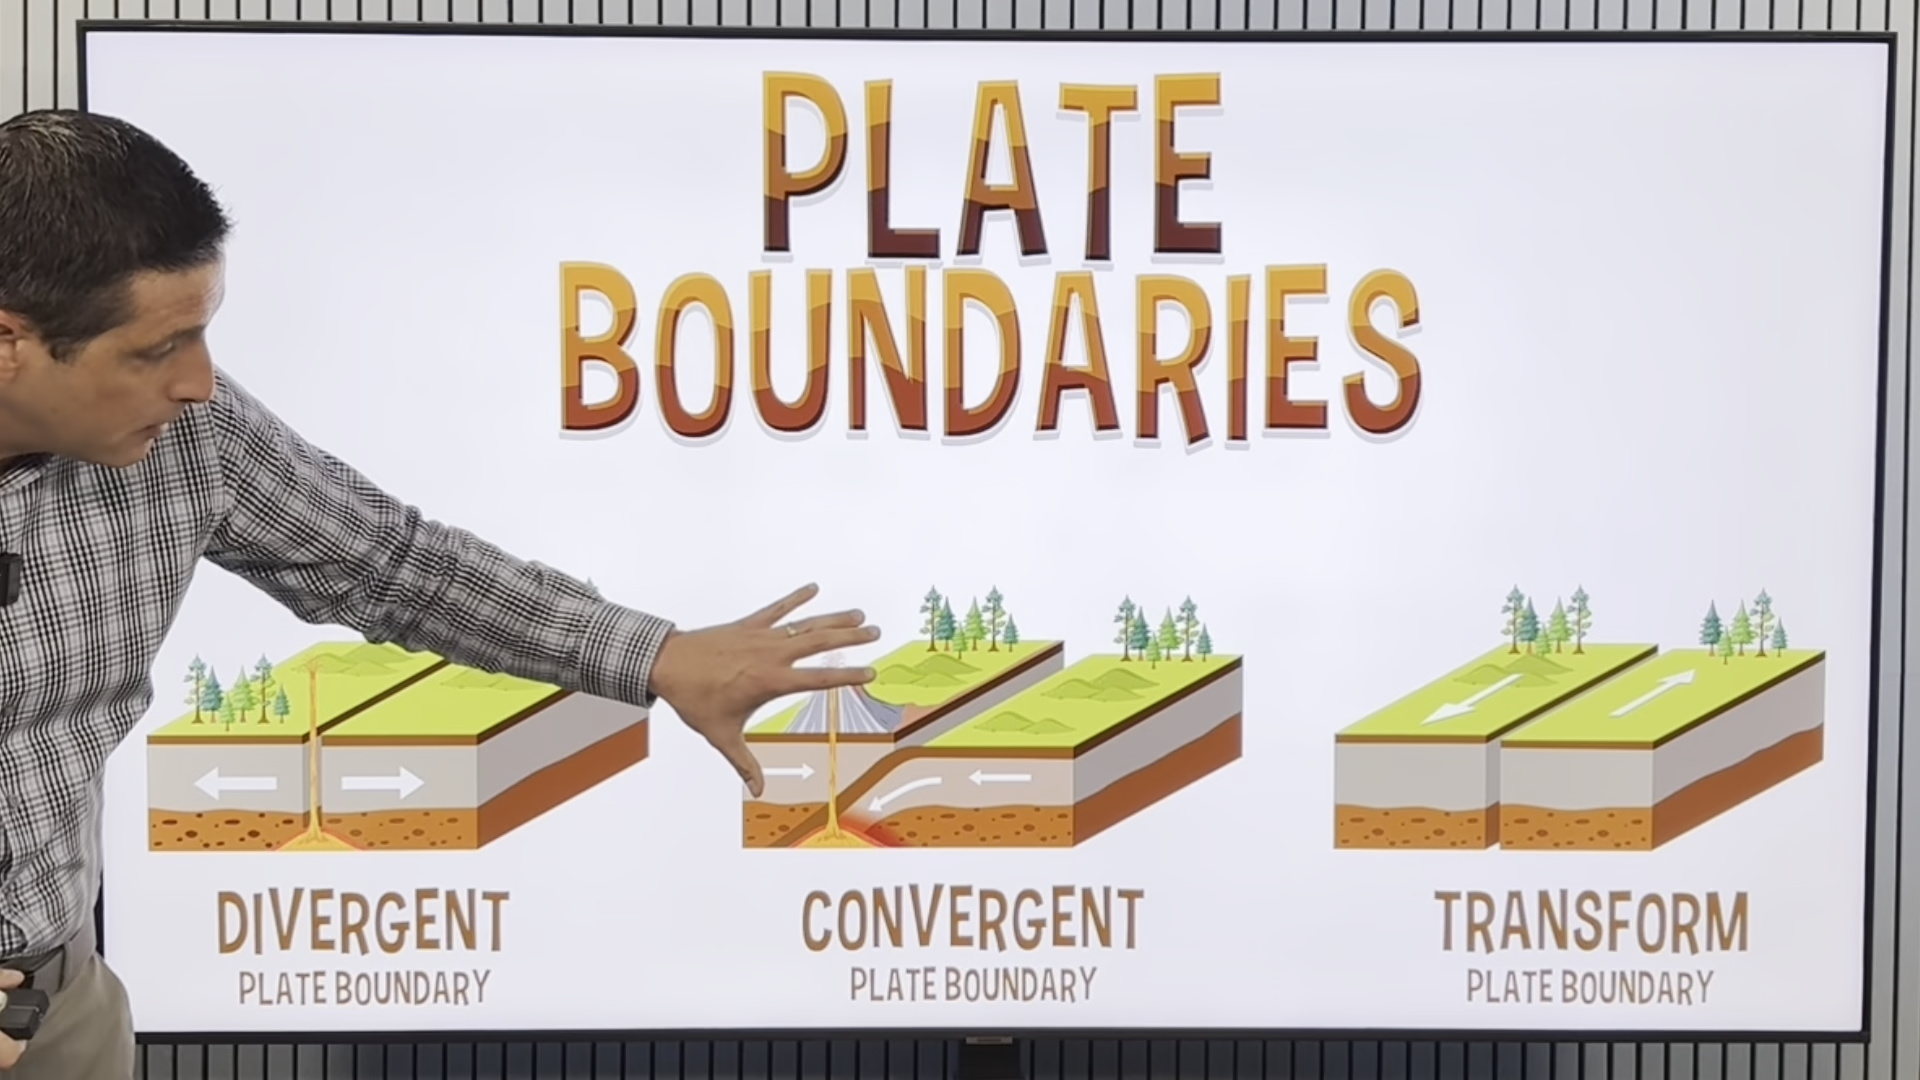 PLATE
BOUNDARIES
DIVERGENT
PLATE BOUNDARY
CONVERGENT
PLATE BOUNDARY
TRANSFORM
PLATE BOUNDARY